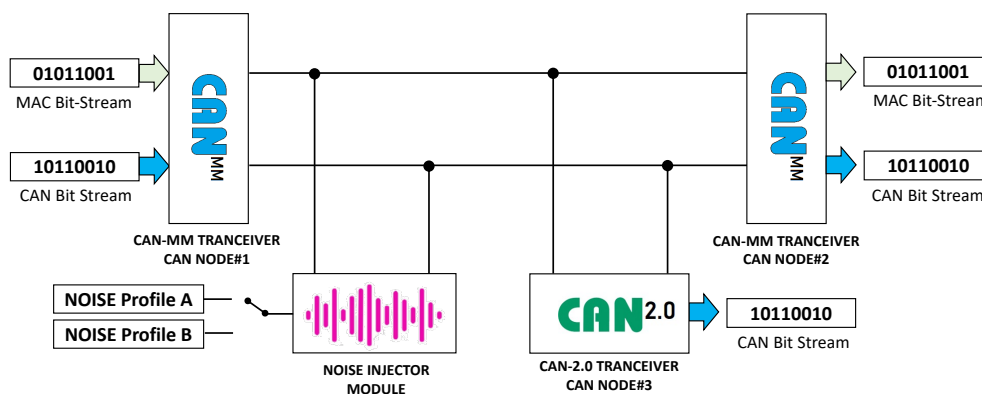 01011001
MAC Bit-Stream
10110010
CAN Bit Stream
CAN MM
CAN-MM TRANCEIVER
CAN NODE#1
CAN MM
CAN-MM TRANCEIVER
CAN NODE#2
01011001
MAC Bit-Stream
10110010
CAN Bit Stream
NOISE Profile A
NOISE Profile B
NOISE INJECTOR
MODULE
CAN 2.0
CAN-2.0 TRANCEIVER
CAN NODE#3
10110010
CAN Bit Stream